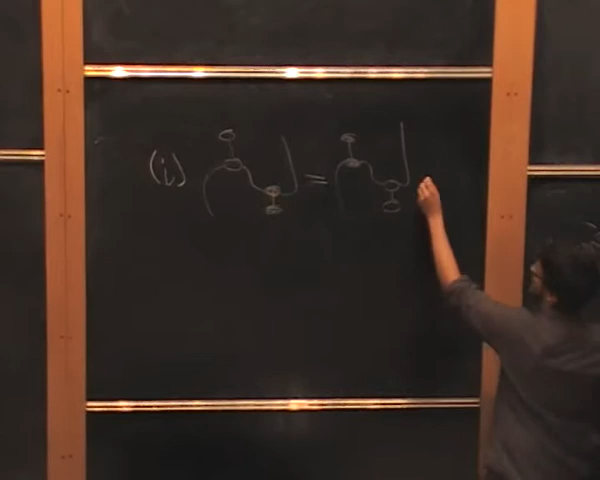 (i) =